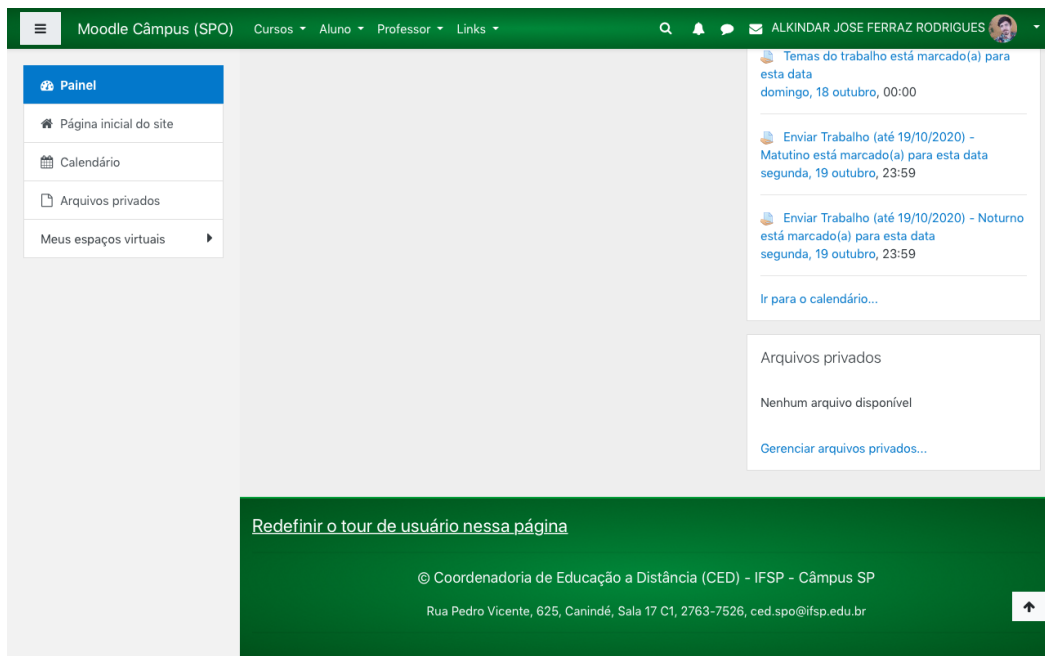 Moodle Câmpus (SPO) Cursos Aluno Professor Links ALKINDAR JOSE FERRAZ RODRIGUES
Painel
Página inicial do site
Calendário
Arquivos privados
Meus espaços virtuais
Temas do trabalho está marcado(a) para
esta data
domingo, 18 outubro, 00:00
Enviar Trabalho (até 19/10/2020) -
Matutino está marcado(a) para esta data
segunda, 19 outubro, 23:59
Enviar Trabalho (até 19/10/2020) - Noturno
está marcado(a) para esta data
segunda, 19 outubro, 23:59
Ir para o calendário...
Arquivos privados
Nenhum arquivo disponível
Gerenciar arquivos privados...
Redefinir o tour de usuário nessa página
© Coordenadoria de Educação a Distância (CED) - IFSP - Câmpus SP
Rua Pedro Vicente, 625, Canindé, Sala 17 C1, 2763-7526, ced.spo@ifsp.edu.br